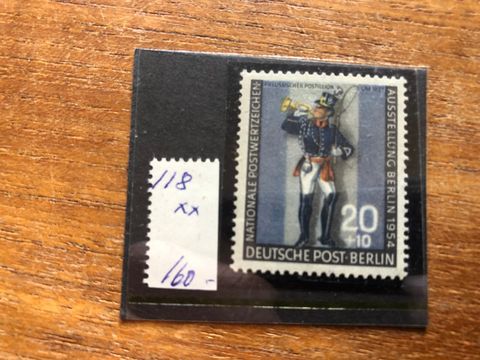 118
xx
160.-
PREUSSISCHER POSTILLION
NATIONALE POSTWERTZEICHEN-
AUSSTELLUNG BERLIN 1954
20
+10
DEUTSCHE POST·BERLIN